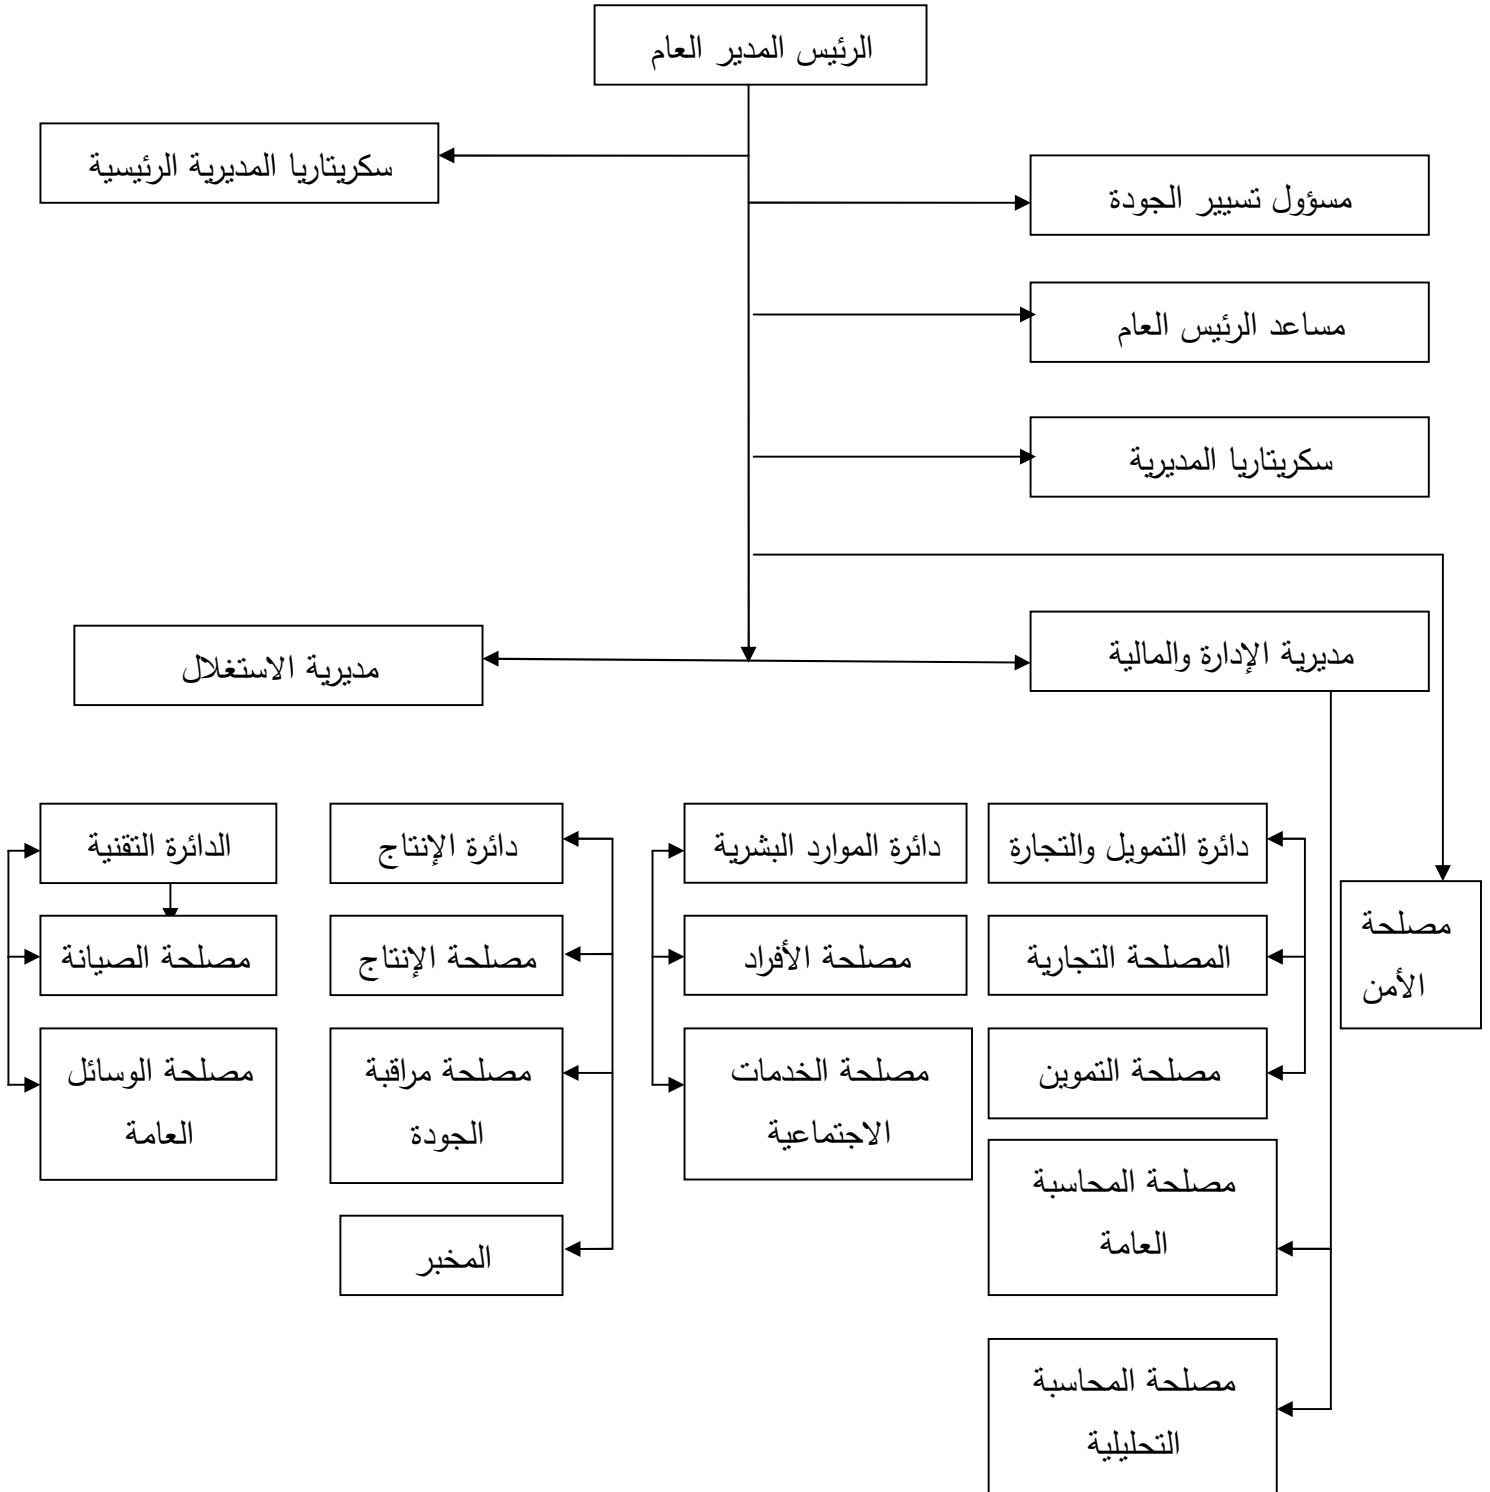 الرئيس المدير العام
سكريتاريا المديرية الرئيسية
مسؤول تسيير الجودة
مساعد الرئيس العام
سكريتاريا المديرية
مديرية الإدارة والمالية
مديرية الاستغلال
دائرة التمويل والتجارة
دائرة الموارد البشرية
دائرة الإنتاج
الدائرة التقنية
مصلحة
الأمن
المصلحة التجارية
مصلحة الأفراد
مصلحة الإنتاج
مصلحة الصيانة
مصلحة التموين
مصلحة الخدمات
الاجتماعية
مصلحة مراقبة
الجودة
مصلحة الوسائل
العامة
مصلحة المحاسبة
العامة
المخبر
مصلحة المحاسبة
التحليلية